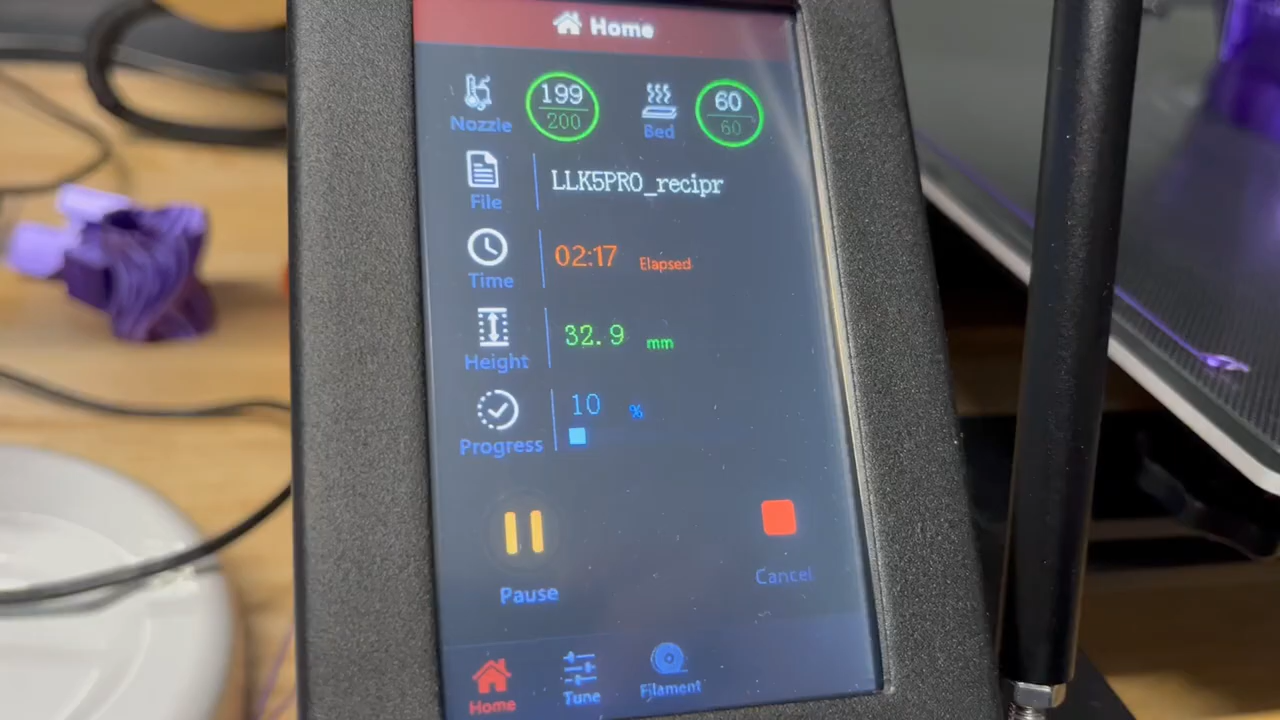 Home
199
200
60
60
Nozzle
Bed
LLK5PRO_recipr
File
02:17 Elapsed
Time
32.9 mm
Height
10 %
Progress
Pause
Cancel
Home
Tune
Filament